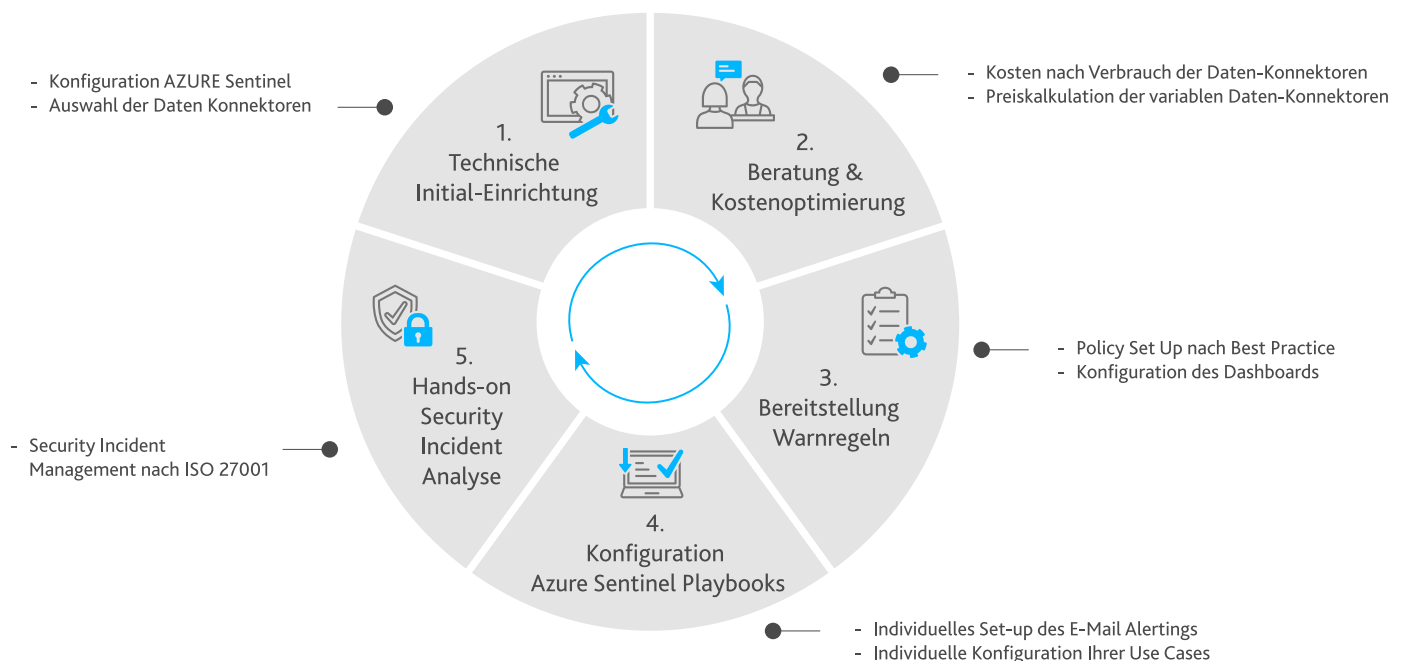 - Konfiguration AZURE Sentinel
- Auswahl der Daten Konnektoren
1.
Technische
Initial-Einrichtung
- Kosten nach Verbrauch der Daten-Konnektoren
- Preiskalkulation der variablen Daten-Konnektoren
2.
Beratung &
Kostenoptimierung
- Policy Set Up nach Best Practice
- Konfiguration des Dashboards
3.
Bereitstellung
Warnregeln
4.
Konfiguration
Azure Sentinel Playbooks
- Individuelles Set-up des E-Mail Alertings
- Individuelle Konfiguration Ihrer Use Cases
5.
Hands-on
Security
Incident
Analyse
- Security Incident
Management nach ISO 27001